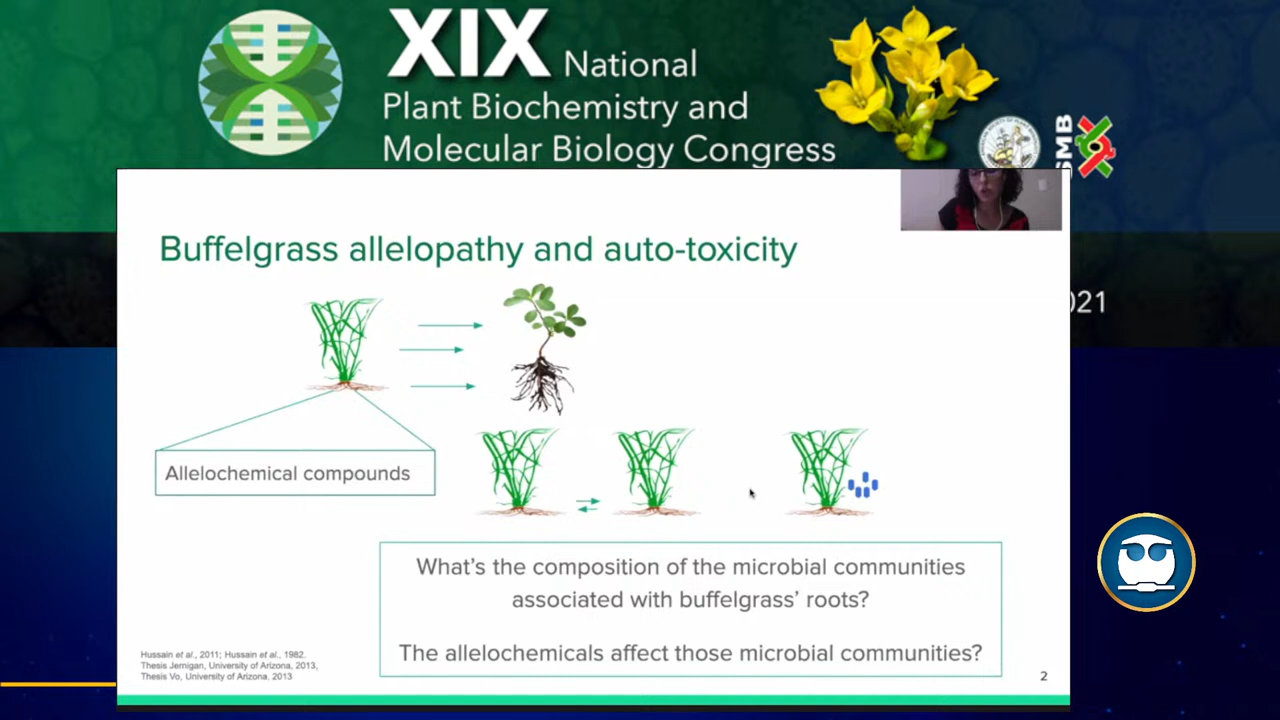 XIX National
Plant Biochemistry and
Molecular Biology Congress
SMB
021
Buffelgrass allelopathy and auto-toxicity
Allelochemical compounds
What's the composition of the microbial communities
associated with buffelgrass' roots?
The allelochemicals affect those microbial communities?
Hussain et al., 2011; Hussain et al., 1982.
Thesis Jernigan, University of Arizona, 2013,
Thesis Vo, University of Arizona, 2013
2